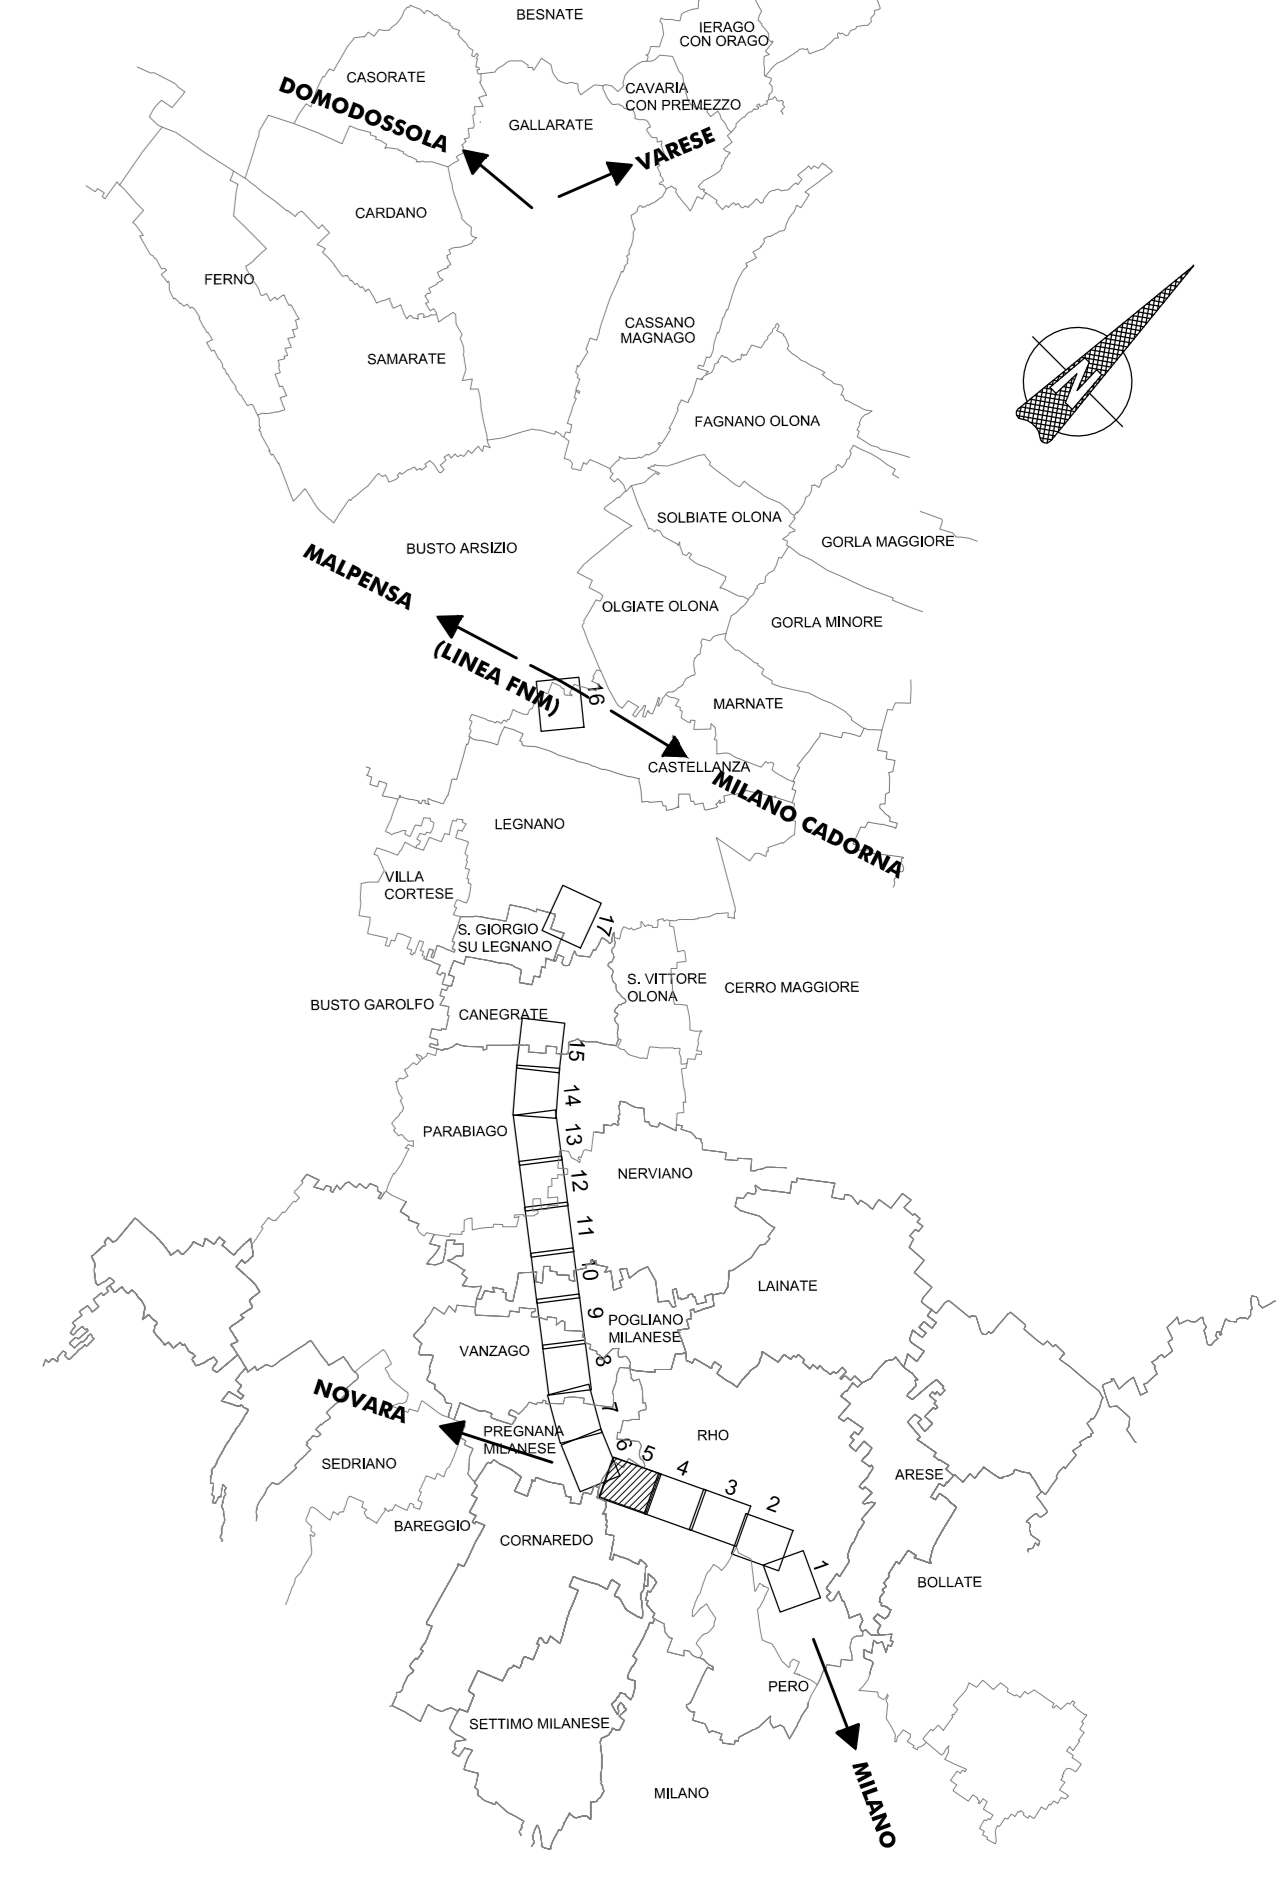 BESNATE
IERAGO
CON ORAGO
CASORATE
DOMODOSSOLA
CAVARIA
CON PREMEZZO
GALLARATE
VARESE
CARDANO
FERNO
CASSANO
MAGNAGO
SAMARATE
N
FAGNANO OLONA
SOLBIATE OLONA
GORLA MAGGIORE
BUSTO ARSIZIO
MALPENSA
OLGIATE OLONA
GORLA MINORE
(LINEA FNM)
16
MARNATE
CASTELLANZA
MILANO CADORNA
LEGNANO
VILLA
CORTESE
17
S. GIORGIO
SU LEGNANO
S. VITTORE
OLONA
CERRO MAGGIORE
BUSTO GAROLFO
CANEGRATE
15
14
PARABIAGO
13
NERVIANO
12
11
10
LAINATE
9
POGLIANO
MILANESE
VANZAGO
8
NOVARA
7
PREGNANA
MILANESE
RHO
6
5
4
3
2
1
SEDRIANO
ARESE
BAREGGIO
CORNAREDO
BOLLATE
PERO
SETTIMO MILANESE
MILANO
MILANO